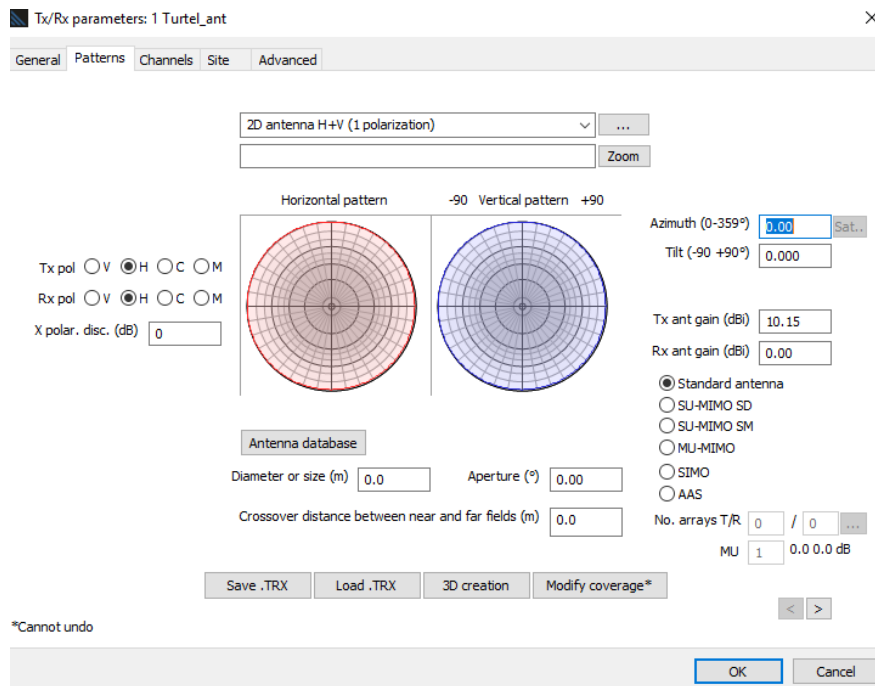 Tx/Rx parameters: 1 Turtel_ant
General Patterns Channels Site Advanced
2D antenna H+V (1 polarization) ...
Zoom
Horizontal pattern -90 Vertical pattern +90
Azimuth (0-359°) 0.00 Sat..
Tilt (-90 +90°) 0.000
Tx pol V H C M
Rx pol V H C M
X polar. disc. (dB) 0
Tx ant gain (dBi) 10.15
Rx ant gain (dBi) 0.00
Standard antenna
SU-MIMO SD
SU-MIMO SM
MU-MIMO
SIMO
AAS
Antenna database
Diameter or size (m) 0.0 Aperture (°) 0.00
Crossover distance between near and far fields (m) 0.0
No. arrays T/R 0 / 0 ...
MU 1 0.0 0.0 dB
Save .TRX Load .TRX 3D creation Modify coverage*
< >
*Cannot undo
OK Cancel